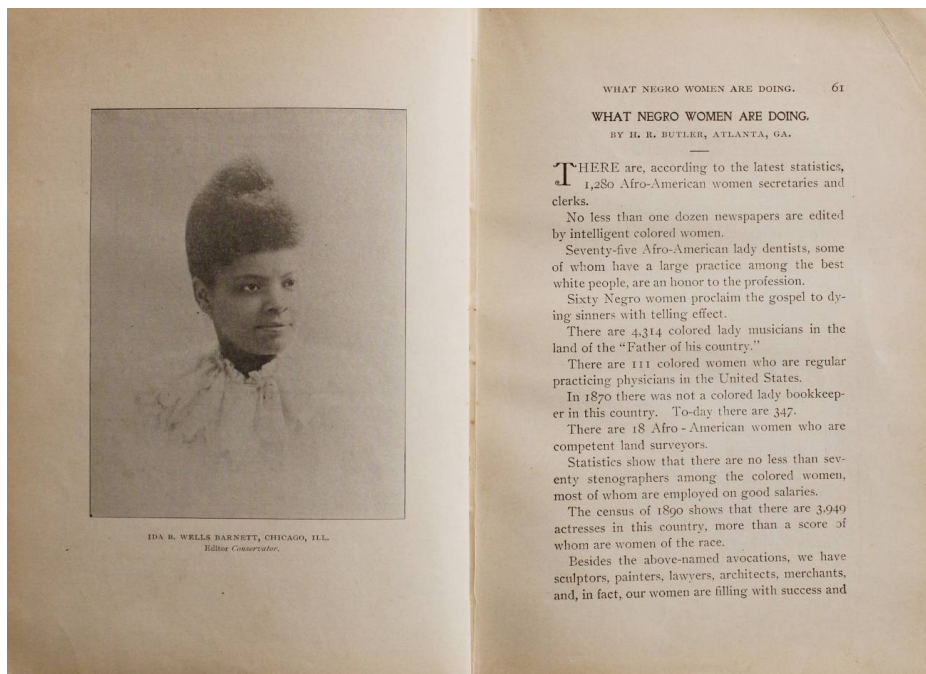 IDA B. WELLS BARNETT, CHICAGO, ILL.
Editor Conservator.
WHAT NEGRO WOMEN ARE DOING. 61
WHAT NEGRO WOMEN ARE DOING.
BY H. R. BUTLER, ATLANTA, GA.
THERE are, according to the latest statistics,
1,280 Afro-American women secretaries and
clerks.
No less than one dozen newspapers are edited
by intelligent colored women.
Seventy-five Afro-American lady dentists, some
of whom have a large practice among the best
white people, are an honor to the profession.
Sixty Negro women proclaim the gospel to dy-
ing sinners with telling effect.
There are 4,314 colored lady musicians in the
land of the “Father of his country.”
There are 111 colored women who are regular
practicing physicians in the United States.
In 1870 there was not a colored lady bookkeep-
er in this country. To-day there are 347.
There are 18 Afro-American women who are
competent land surveyors.
Statistics show that there are no less than sev-
enty stenographers among the colored women,
most of whom are employed on good salaries.
The census of 1890 shows that there are 3,949
actresses in this country, more than a score of
whom are women of the race.
Besides the above-named avocations, we have
sculptors, painters, lawyers, architects, merchants,
and, in fact, our women are filling with success and